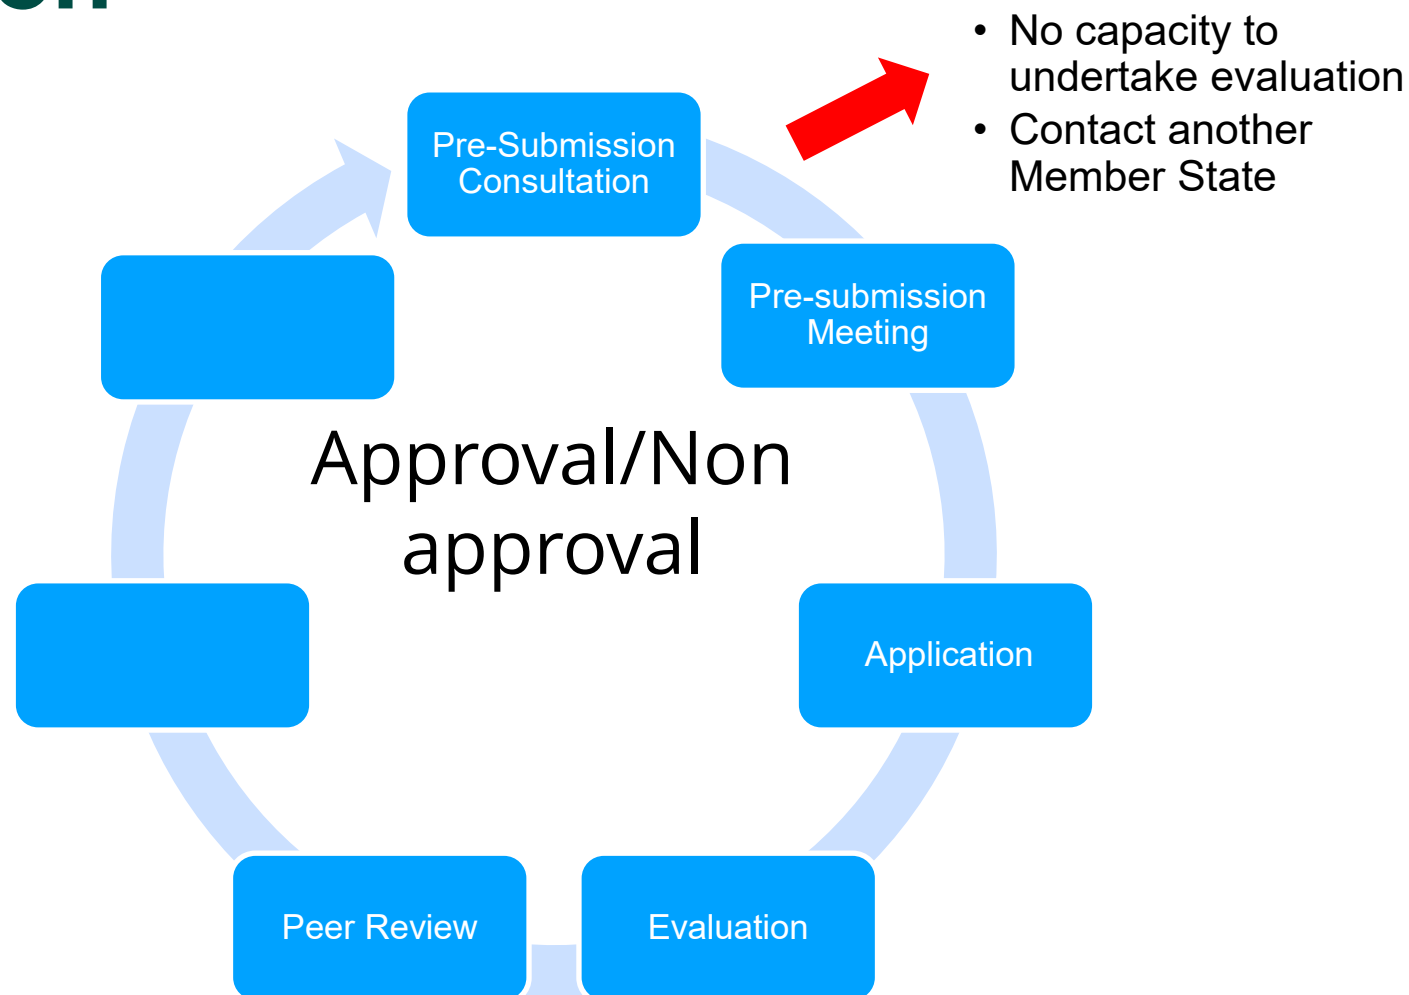 • No capacity to
undertake evaluation
• Contact another
Member State
Pre-Submission
Consultation
Pre-submission
Meeting
Approval/Non
approval
Application
Peer Review
Evaluation